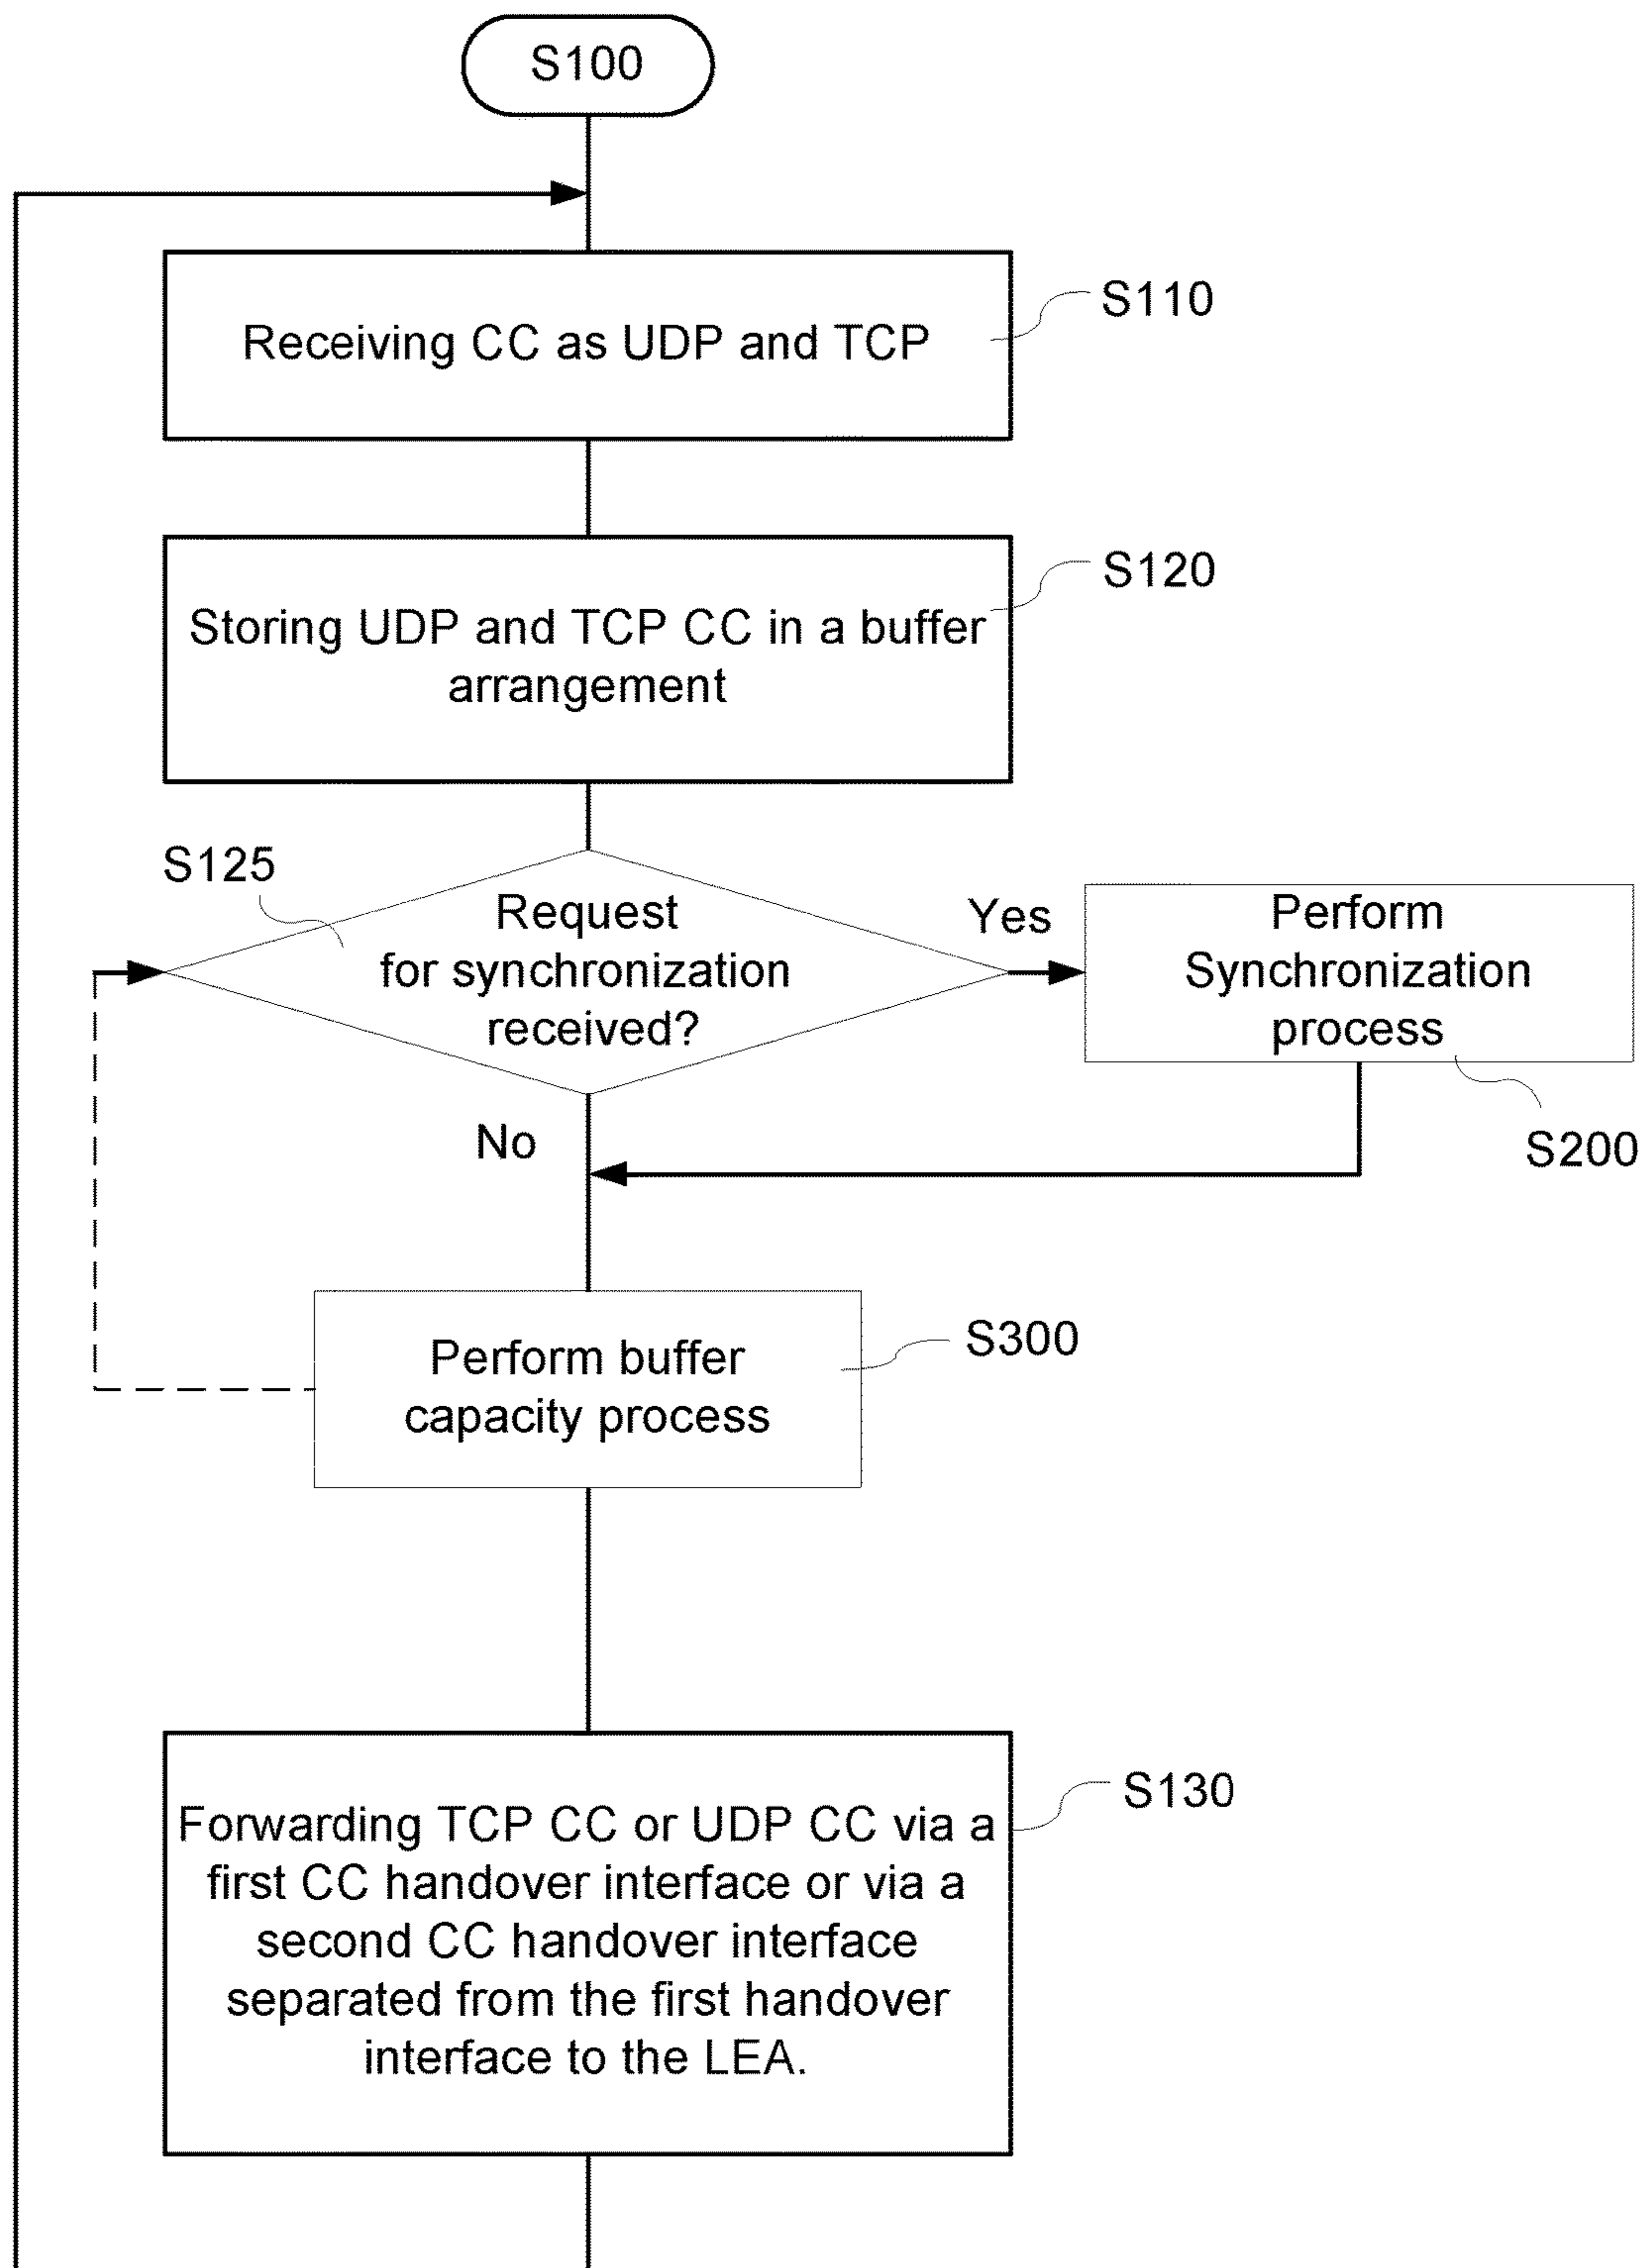 S100
S110
Receiving CC as UDP and TCP
S120
Storing UDP and TCP CC in a buffer
arrangement
S125
Request
for synchronization
received?
Yes
Perform
Synchronization
process
No
S200
S300
Perform buffer
capacity process
S130
Forwarding TCP CC or UDP CC via a
first CC handover interface or via a
second CC handover interface
separated from the first handover
interface to the LEA.